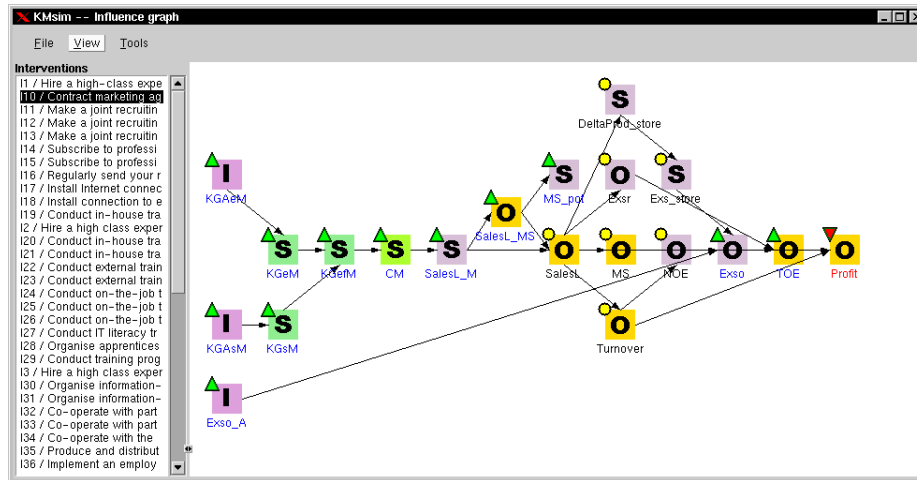 KMsim -- Influence graph
File View Tools
Interventions
I1 / Hire a high-class expe
I10 / Contract marketing ag
I11 / Make a joint recruitin
I12 / Make a joint recruitin
I13 / Make a joint recruitin
I14 / Subscribe to professi
I15 / Subscribe to professi
I16 / Regularly send your r
I17 / Install Internet connec
I18 / Install connection to e
I19 / Conduct in-house tra
I2 / Hire a high-class exper
I20 / Conduct in-house tra
I21 / Conduct in-house tra
I22 / Conduct external train
I23 / Conduct external train
I24 / Conduct on-the-job t
I25 / Conduct on-the-job t
I26 / Conduct on-the-job t
I27 / Conduct IT literacy tr
I28 / Organise apprentices
I29 / Conduct training prog
I3 / Hire a high class exper
I30 / Organise information-
I31 / Organise information-
I32 / Co-operate with part
I33 / Co-operate with part
I34 / Co-operate with the
I35 / Produce and distribut
I36 / Implement an employ
S
DeltaProd_store
I S O S
KGAeM MS_pot Exsr Exs_store
O
SalesL_MS
S S S S O O O O O O
KGeM KGefM CM SalesL_M SalesL MS NOE Exso TOE Profit
I S O
KGAsM KGsM Turnover
I
Exso_A